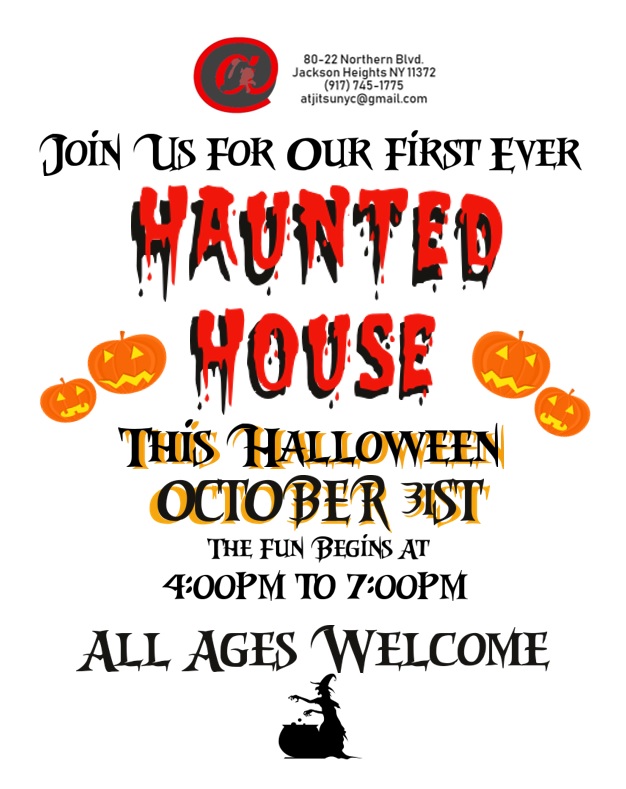 80-22 Northern Blvd.
Jackson Heights NY 11372
(917) 745-1775
atjitsunyc@gmail.com
Join Us For Our First Ever
HAUNTED
HOUSE
This Halloween
OCTOBER 31ST
The Fun Begins At
4:00PM TO 7:00PM
All Ages Welcome